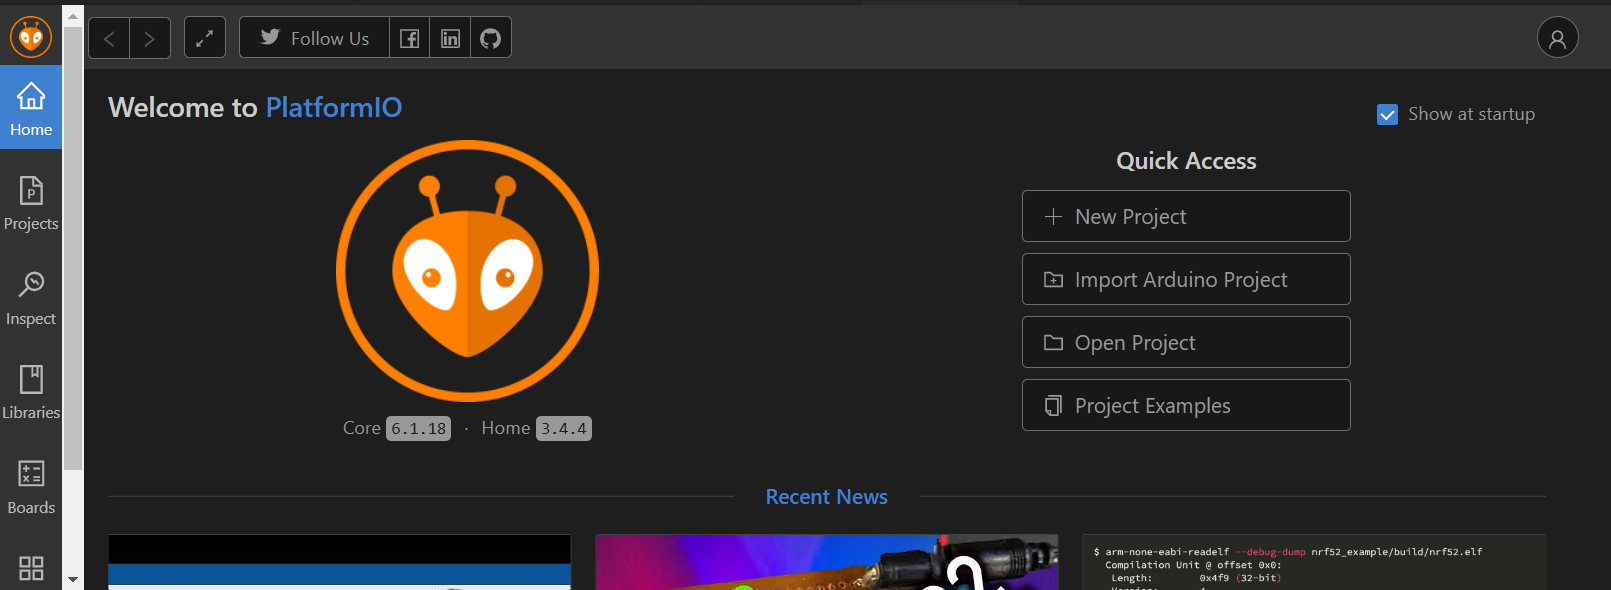 Follow Us
Home
Projects
Inspect
Libraries
Boards
Welcome to PlatformIO
Show at startup
Core 6.1.18 · Home 3.4.4
Quick Access
New Project
Import Arduino Project
Open Project
Project Examples
Recent News
$ arm-none-eabi-readelf --debug-dump nrf52_example/build/nrf52.elf
Compilation Unit @ offset 0x0:
Length: 0x4f9 (32-bit)